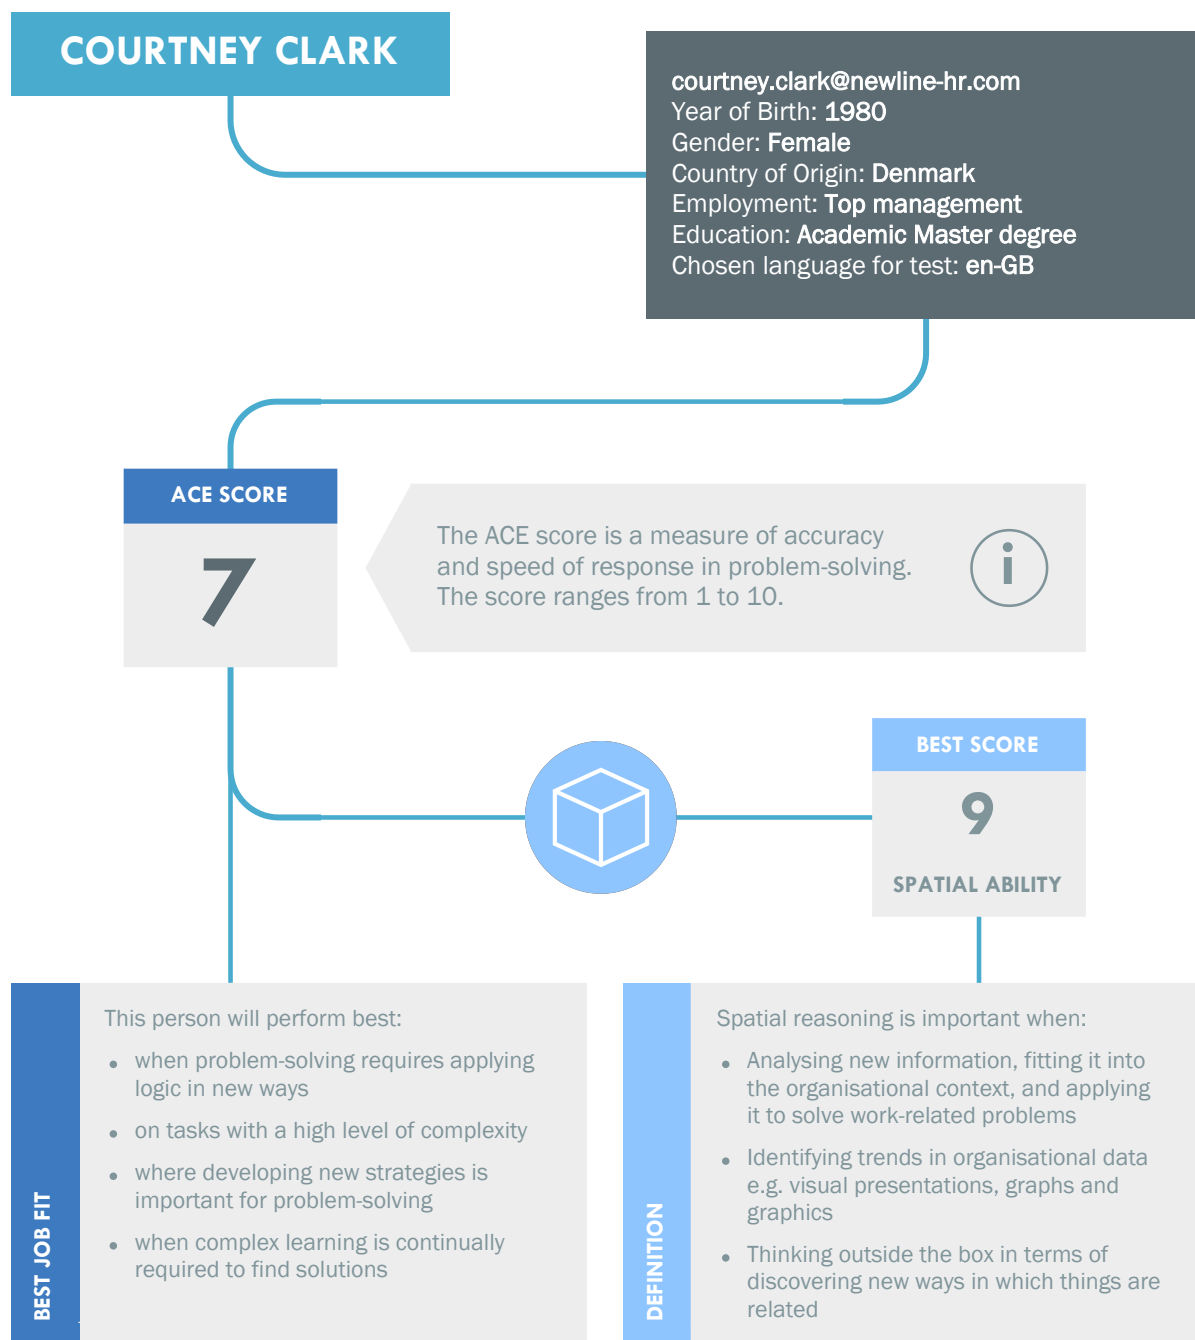 COURTNEY CLARK
courtney.clark@newline-hr.com
Year of Birth: 1980
Gender: Female
Country of Origin: Denmark
Employment: Top management
Education: Academic Master degree
Chosen language for test: en-GB
ACE SCORE
7
The ACE score is a measure of accuracy
and speed of response in problem-solving.
The score ranges from 1 to 10.
i
BEST SCORE
9
SPATIAL ABILITY
BEST JOB FIT
This person will perform best:
• when problem-solving requires applying
logic in new ways
• on tasks with a high level of complexity
• where developing new strategies is
important for problem-solving
• when complex learning is continually
required to find solutions
DEFINITION
Spatial reasoning is important when:
• Analysing new information, fitting it into
the organisational context, and applying
it to solve work-related problems
• Identifying trends in organisational data
e.g. visual presentations, graphs and
graphics
• Thinking outside the box in terms of
discovering new ways in which things are
related